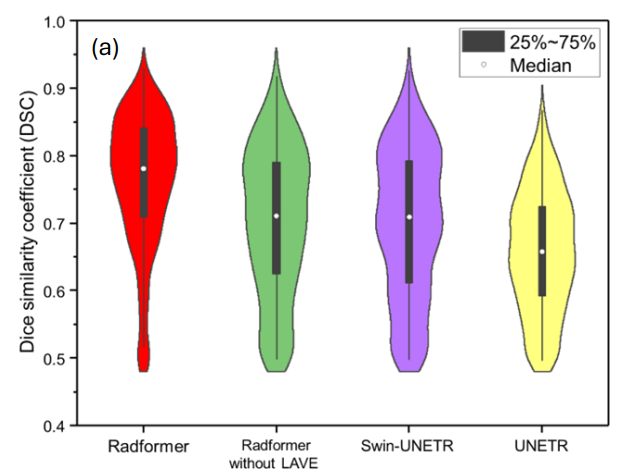 (a)
25%~75%
Median
Dice similarity coefficient (DSC)
1.0
0.9
0.8
0.7
0.6
0.5
0.4
Radformer
Radformer
without LAVE
Swin-UNETR
UNETR